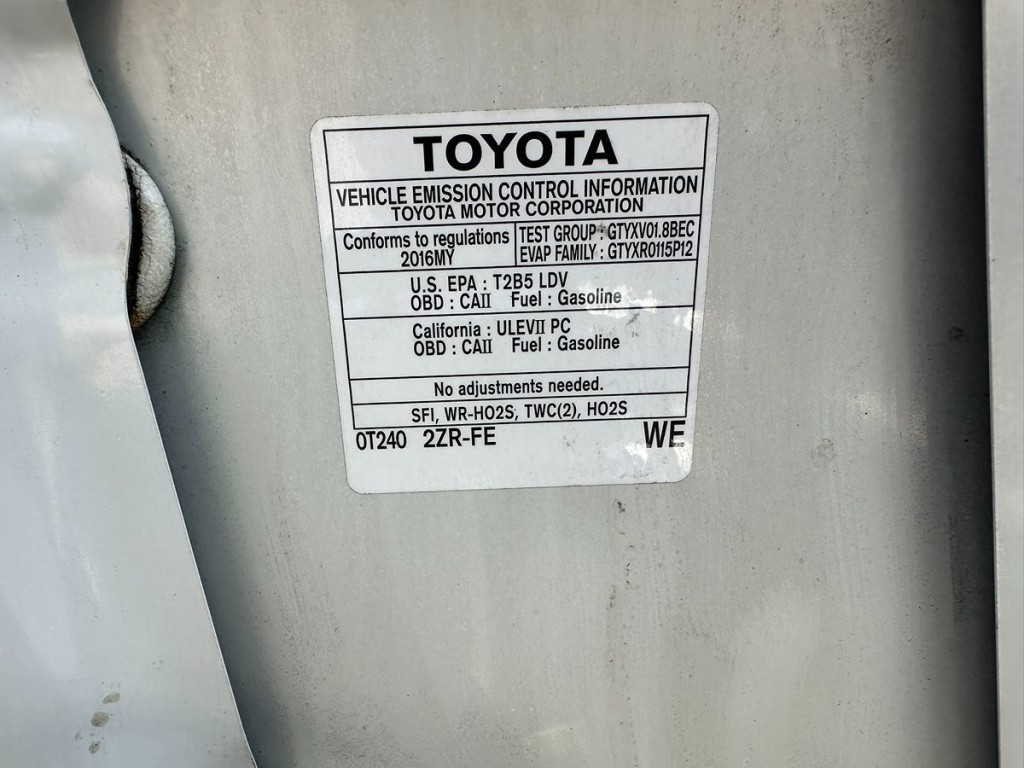 TOYOTA
VEHICLE EMISSION CONTROL INFORMATION
TOYOTA MOTOR CORPORATION
Conforms to regulations
2016MY
TEST GROUP : GTYXV01.8BEC
EVAP FAMILY : GTYXR0115P12
U.S. EPA : T2B5 LDV
OBD : CAII Fuel : Gasoline
California : ULEVII PC
OBD : CAII Fuel : Gasoline
No adjustments needed.
SFI, WR-HO2S, TWC(2), HO2S
0T240 2ZR-FE WE